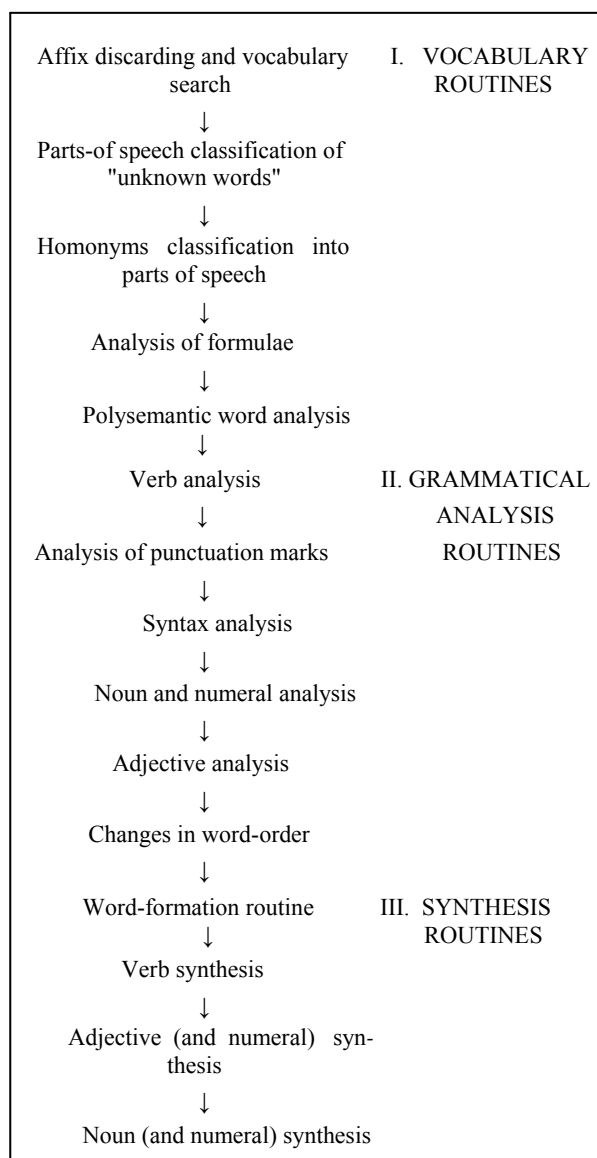 Affix discarding and vocabulary I. VOCABULARY
search ROUTINES
↓
Parts-of speech classification of
"unknown words"
↓
Homonyms classification into
parts of speech
↓
Analysis of formulae
↓
Polysemantic word analysis
↓
Verb analysis II. GRAMMATICAL
↓ ANALYSIS
Analysis of punctuation marks ROUTINES
↓
Syntax analysis
↓
Noun and numeral analysis
↓
Adjective analysis
↓
Changes in word-order
↓
Word-formation routine III. SYNTHESIS
↓ ROUTINES
Verb synthesis
↓
Adjective (and numeral) syn-
thesis
↓
Noun (and numeral) synthesis